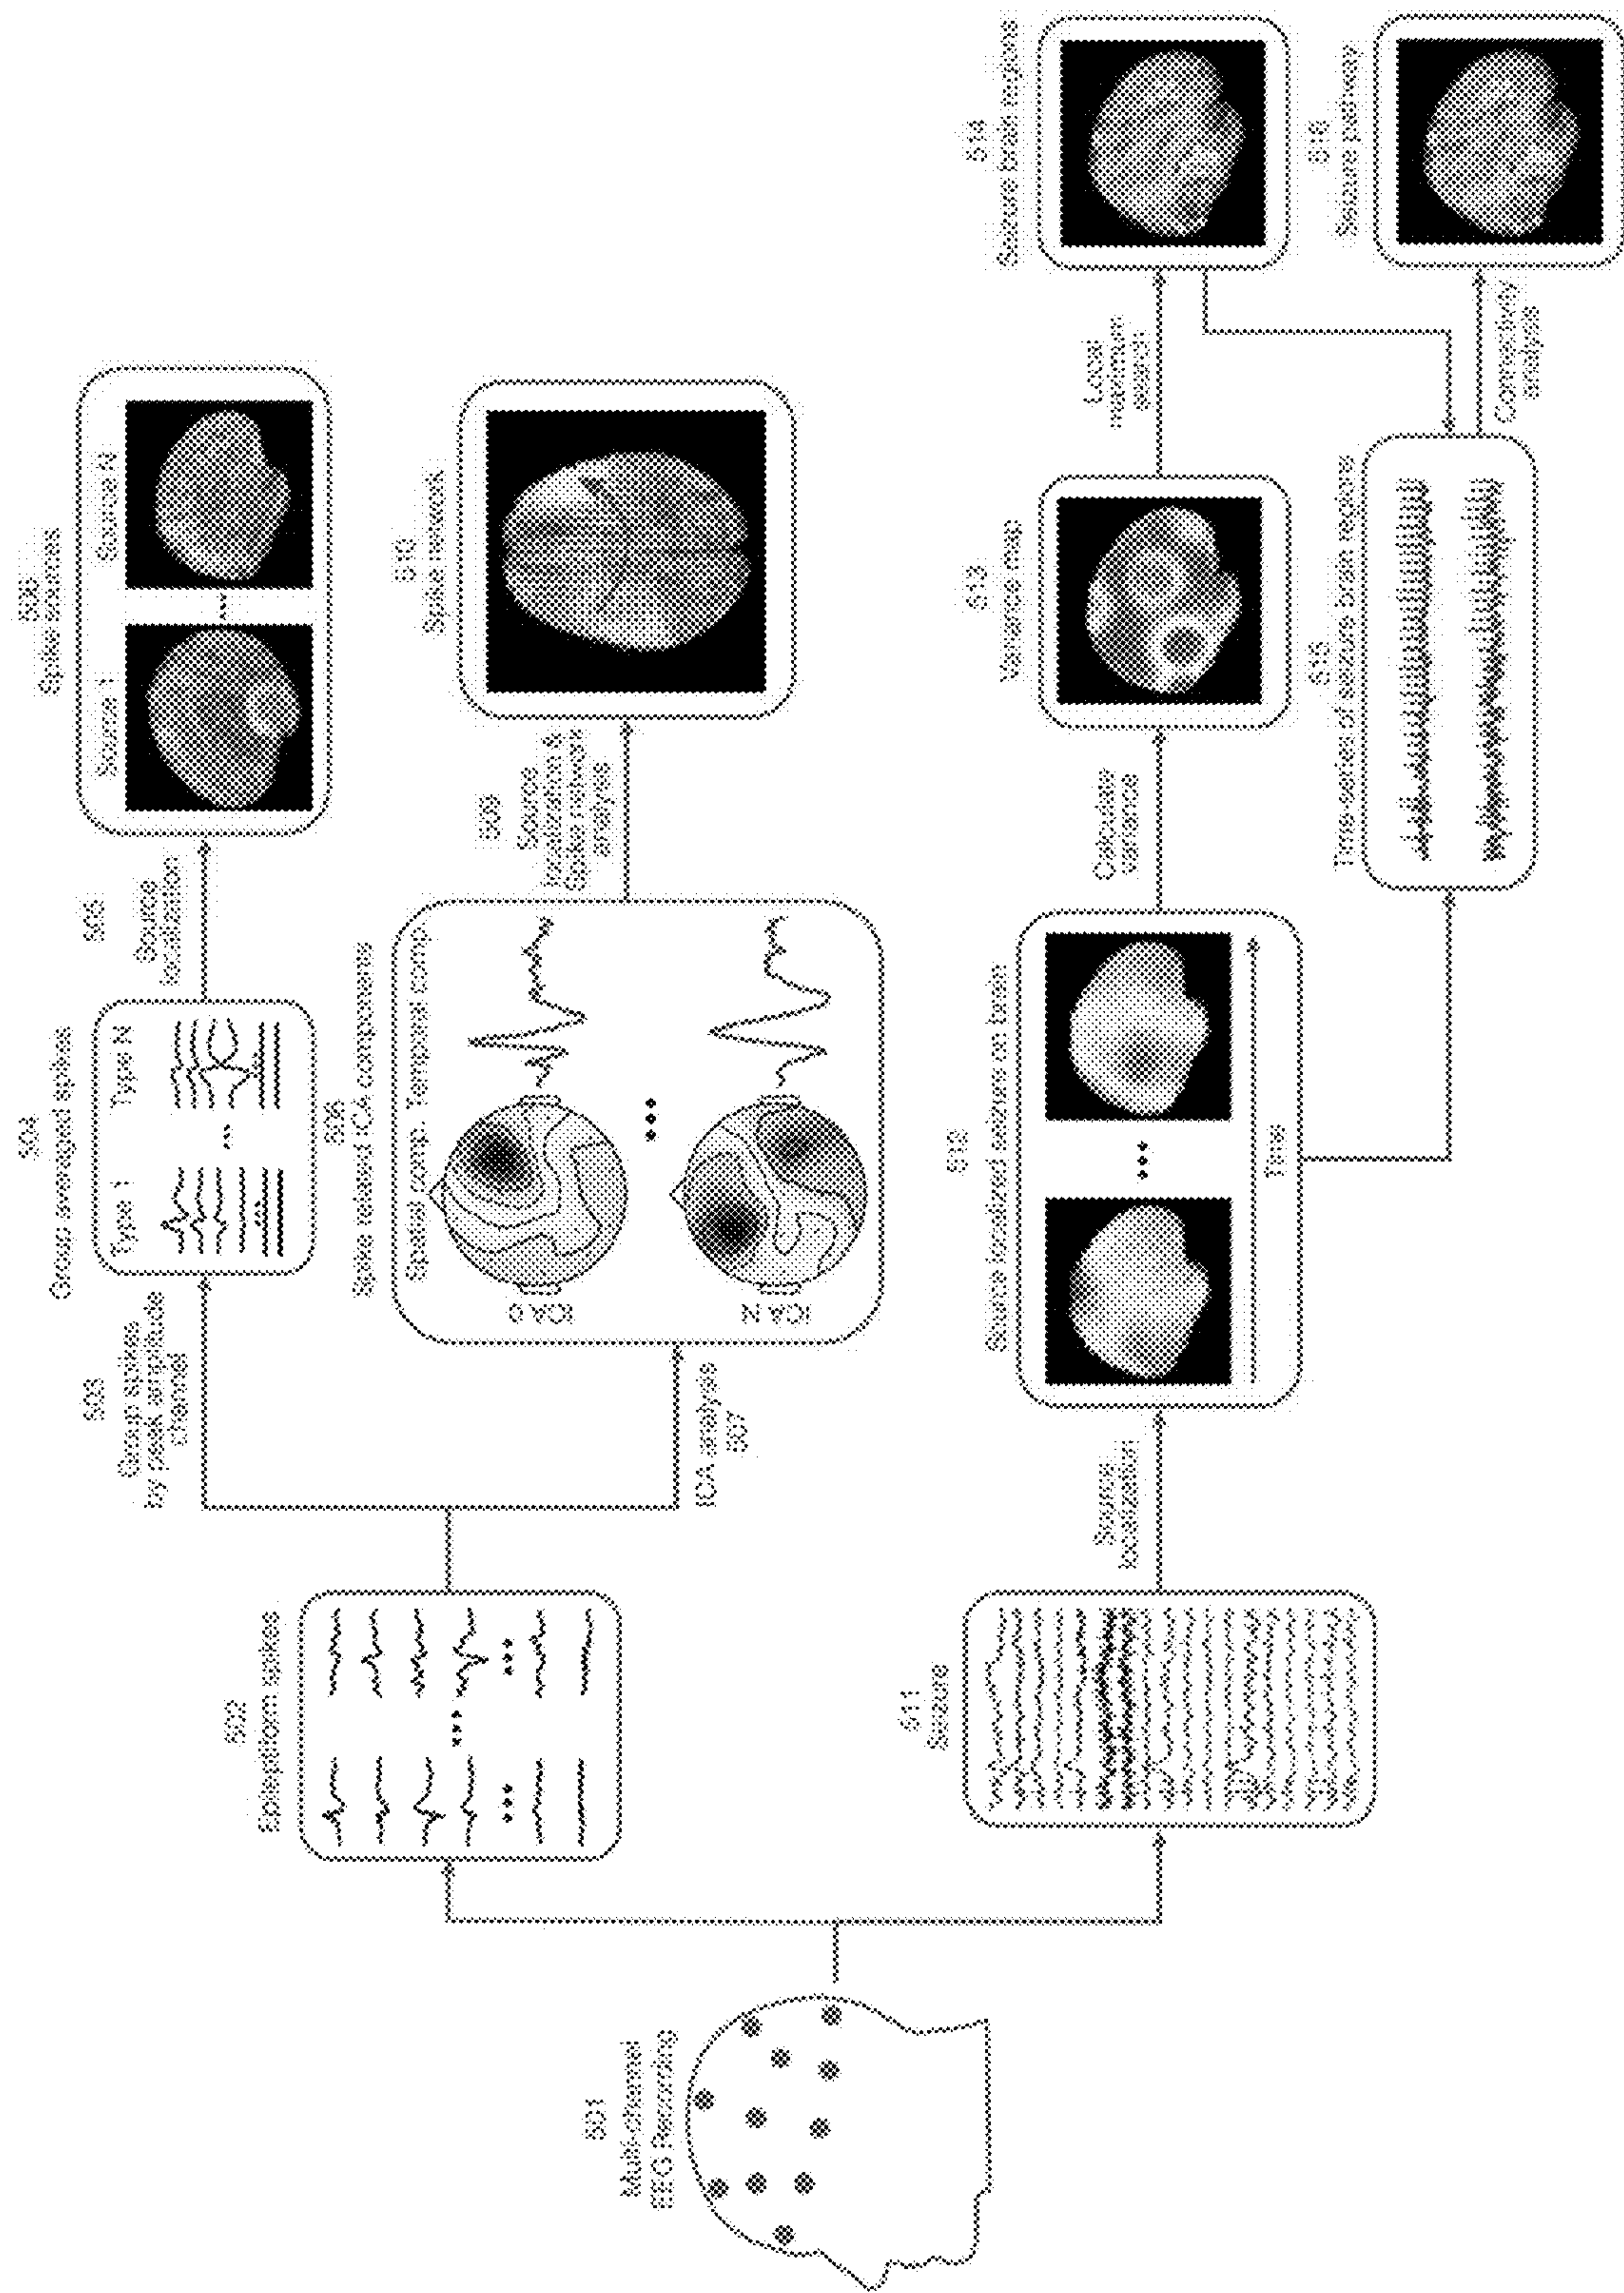 501
Multi-channel
EEG Recording
502
Epileptiform spikes
503
Group spikes
by peak amplitude
channel
504
Group averaged spikes
Type 1
Type N
505
Source
localization
506
Spike sources
Source 1
Source N
ICA analysis
507
508
Spike related ICA components
Spatial comp. Temporal comp.
ICA 0
ICA N
509
Source
localization &
Spike network
analysis
510
Spike network
511
Seizure
Source
localization
512
Source localized seizure on brain
Time
Calculate
variance
513
Variance map
Local
maximum
search
514
Seizure brain regions
515
Time-series of seizure brain regions
Connectivity
analysis
516
Seizure pathway